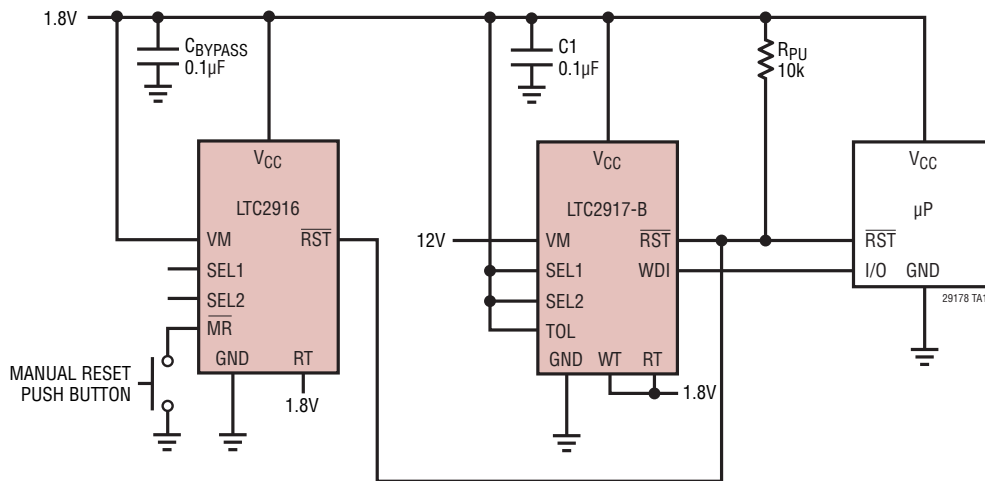 1.8V
CBYPASS
0.1µF
C1
0.1µF
RPU
10k
VCC
LTC2916
VM
RST
SEL1
SEL2
MR
GND
RT
1.8V
MANUAL RESET
PUSH BUTTON
12V
VCC
LTC2917-B
VM
RST
SEL1
WDI
SEL2
TOL
GND
WT
RT
1.8V
VCC
µP
RST
I/O
GND
29178 TA1